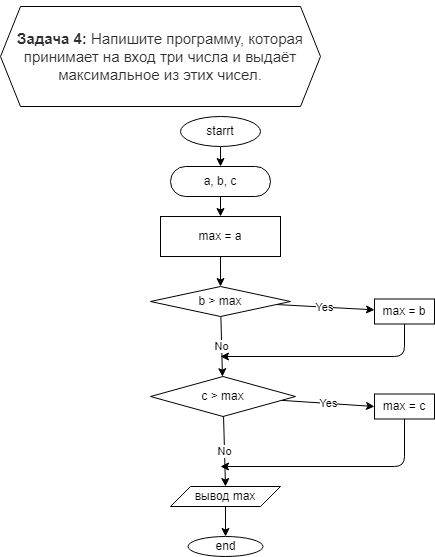 Задача 4: Напишите программу, которая
принимает на вход три числа и выдаёт
максимальное из этих чисел.
starrt
a, b, c
max = a
b > max
Yes
max = b
No
c > max
Yes
max = c
No
вывод max
end